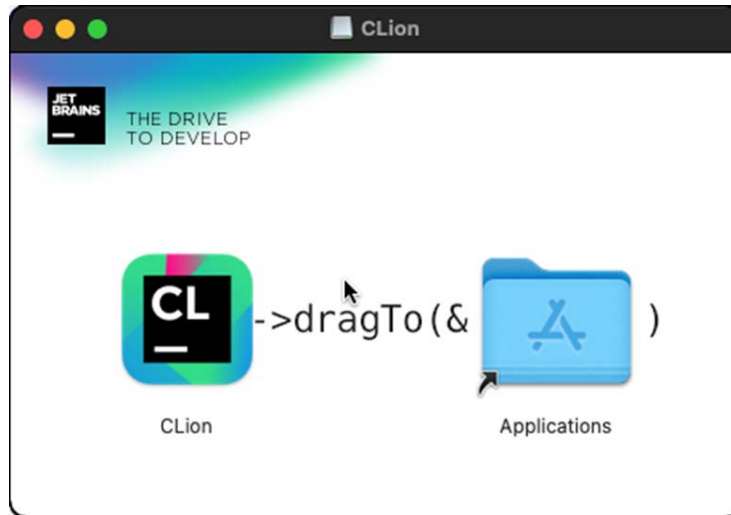 CLion
JET
BRAINS
THE DRIVE
TO DEVELOP
CL
->dragTo(& )
CLion
Applications